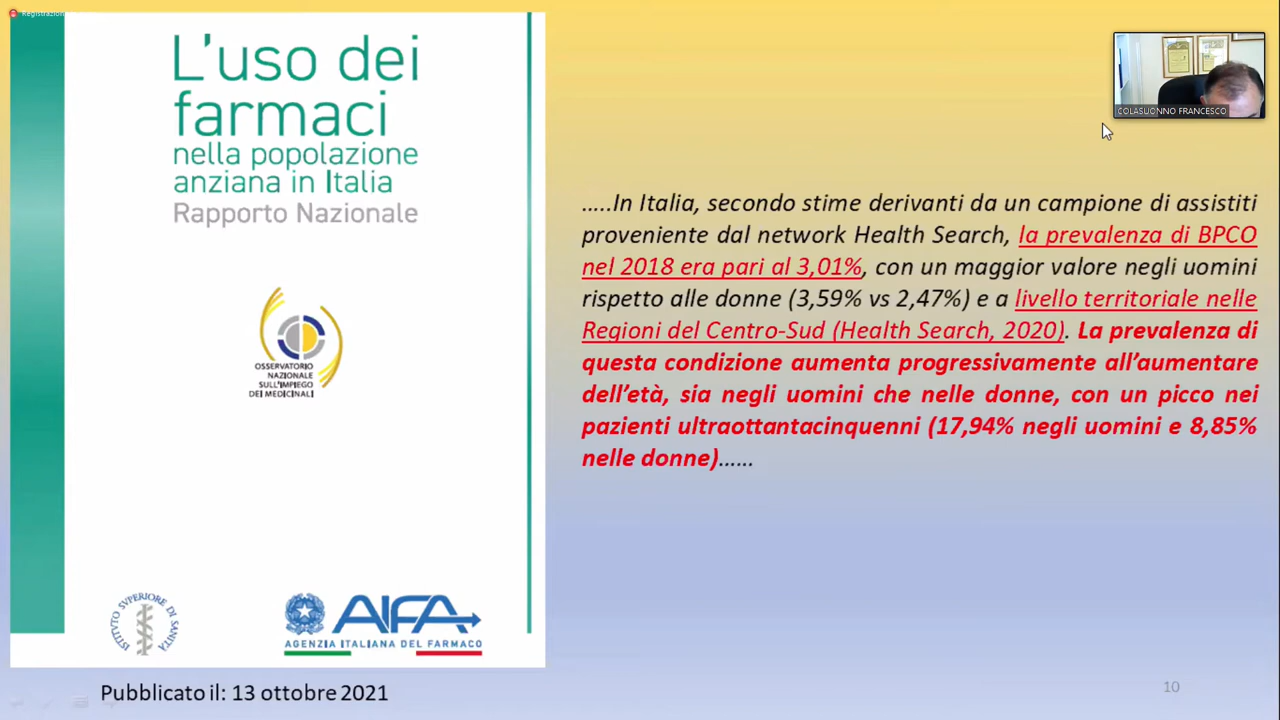 Registrazione
L'uso dei
farmaci
nella popolazione
anziana in Italia
Rapporto Nazionale
OSSERVATORIO
NAZIONALE
SULL'IMPIEGO
DEI MEDICINALI
ISTITUTO SVPERIORE DI SANITÀ
AIFA
AGENZIA ITALIANA DEL FARMACO
Pubblicato il: 13 ottobre 2021
COLASUONNO FRANCESCO
…..In Italia, secondo stime derivanti da un campione di assistiti
proveniente dal network Health Search, la prevalenza di BPCO
nel 2018 era pari al 3,01%, con un maggior valore negli uomini
rispetto alle donne (3,59% vs 2,47%) e a livello territoriale nelle
Regioni del Centro-Sud (Health Search, 2020). La prevalenza di
questa condizione aumenta progressivamente all'aumentare
dell'età, sia negli uomini che nelle donne, con un picco nei
pazienti ultraottantacinquenni (17,94% negli uomini e 8,85%
nelle donne)……
10